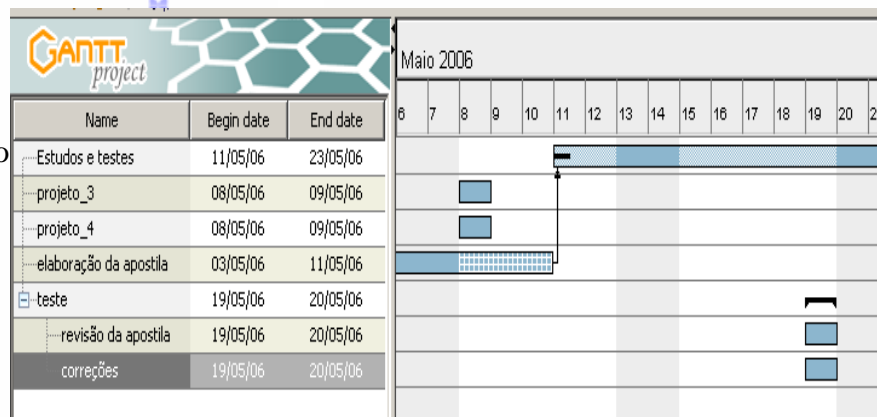 GANTT
project
Maio 2006
Name Begin date End date
6 7 8 9 10 11 12 13 14 15 16 17 18 19 20 2
Estudos e testes 11/05/06 23/05/06
projeto_3 08/05/06 09/05/06
projeto_4 08/05/06 09/05/06
elaboração da apostila 03/05/06 11/05/06
teste 19/05/06 20/05/06
revisão da apostila 19/05/06 20/05/06
correções 19/05/06 20/05/06